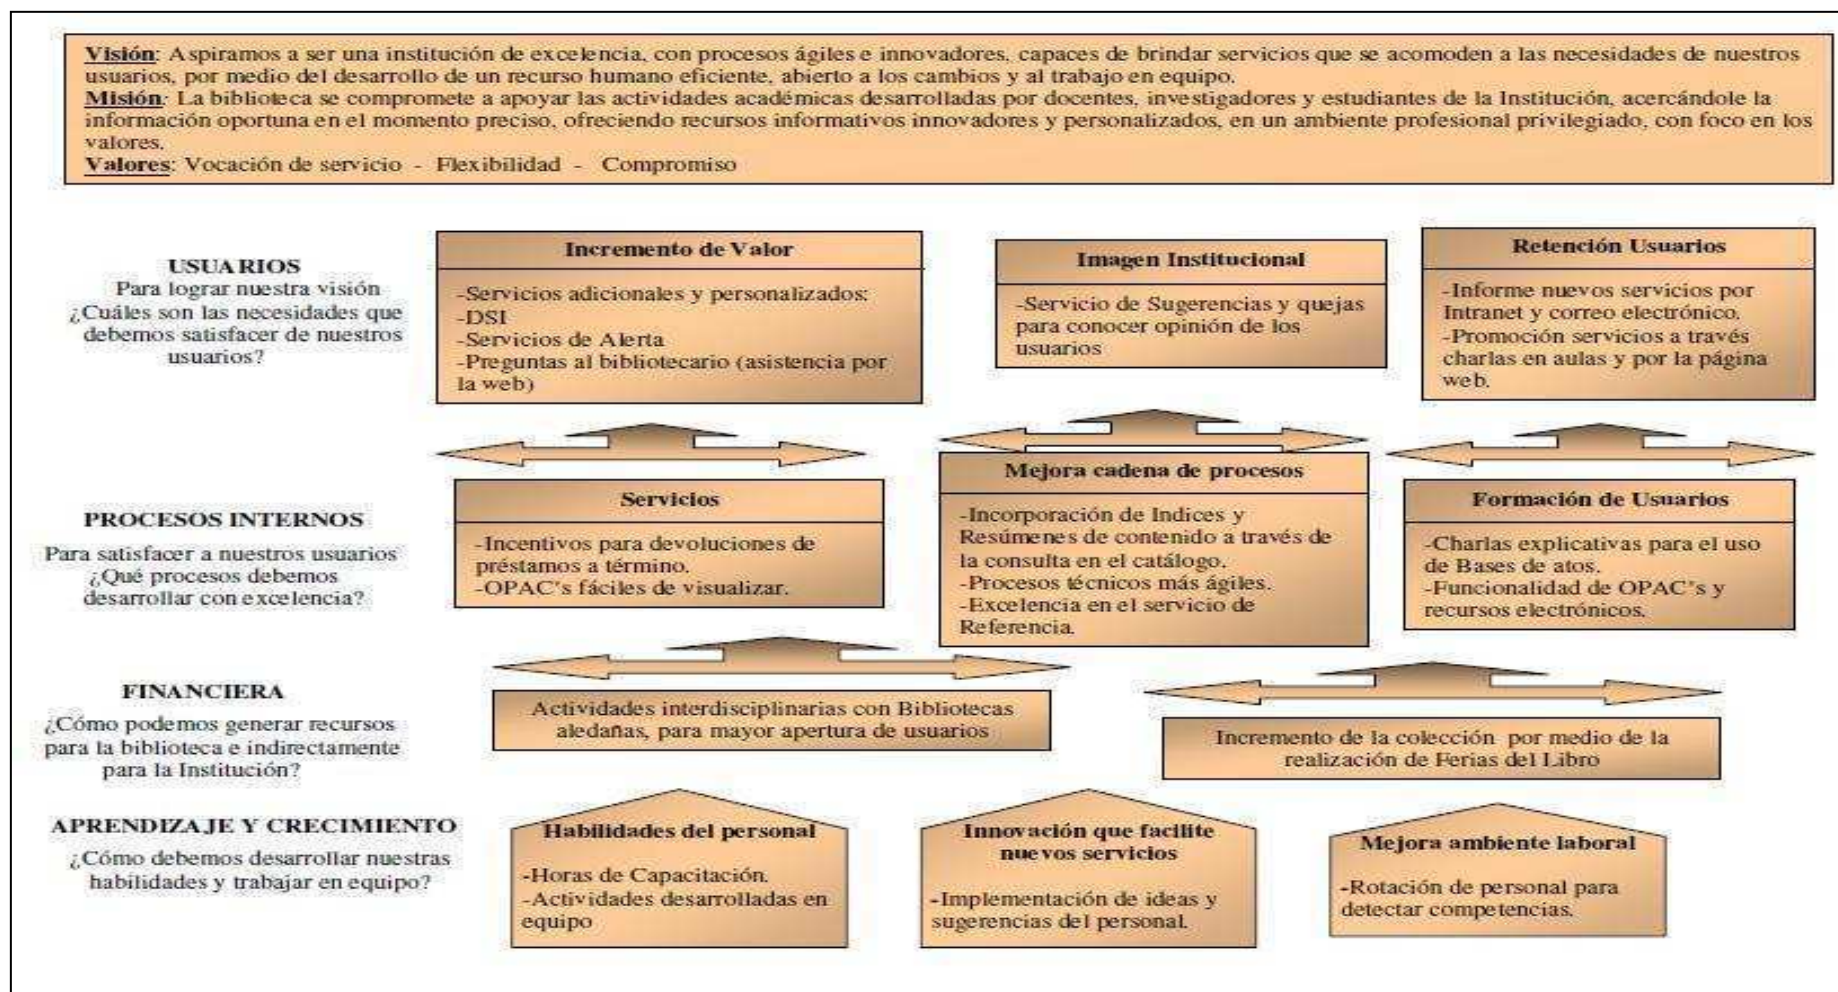 Visión: Aspiramos a ser una institución de excelencia, con procesos ágiles e innovadores, capaces de brindar servicios que se acomoden a las necesidades de nuestros
usuarios, por medio del desarrollo de un recurso humano eficiente, abierto a los cambios y al trabajo en equipo.
Misión: La biblioteca se compromete a apoyar las actividades académicas desarrolladas por docentes, investigadores y estudiantes de la Institución, acercándole la
información oportuna en el momento preciso, ofreciendo recursos informativos innovadores y personalizados, en un ambiente profesional privilegiado, con foco en los
valores.
Valores: Vocación de servicio - Flexibilidad - Compromiso
USUARIOS
Para lograr nuestra visión
¿Cuáles son las necesidades que
debemos satisfacer de nuestros
usuarios?
Incremento de Valor
-Servicios adicionales y personalizados:
-DSI
-Servicios de Alerta
-Preguntas al bibliotecario (asistencia por
la web)
Imagen Institucional
-Servicio de Sugerencias y quejas
para conocer opinión de los
usuarios
Retención Usuarios
-Informe nuevos servicios por
Intranet y correo electrónico.
-Promoción servicios a través
charlas en aulas y por la página
web.
PROCESOS INTERNOS
Para satisfacer a nuestros usuarios
¿Qué procesos debemos
desarrollar con excelencia?
Servicios
-Incentivos para devoluciones de
préstamos a término.
-OPAC's fáciles de visualizar.
Mejora cadena de procesos
-Incorporación de Indices y
Resúmenes de contenido a través de
la consulta en el catálogo.
-Procesos técnicos más ágiles.
-Excelencia en el servicio de
Referencia.
Formación de Usuarios
-Charlas explicativas para el uso
de Bases de atos.
-Funcionalidad de OPAC's y
recursos electrónicos.
FINANCIERA
¿Cómo podemos generar recursos
para la biblioteca e indirectamente
para la Institución?
Actividades interdisciplinarias con Bibliotecas
aledañas, para mayor apertura de usuarios
Incremento de la colección por medio de la
realización de Ferias del Libro
APRENDIZAJE Y CRECIMIENTO
¿Cómo debemos desarrollar nuestras
habilidades y trabajar en equipo?
Habilidades del personal
-Horas de Capacitación.
-Actividades desarrolladas en
equipo
Innovación que facilite
nuevos servicios
-Implementación de ideas y
sugerencias del personal.
Mejora ambiente laboral
-Rotación de personal para
detectar competencias.